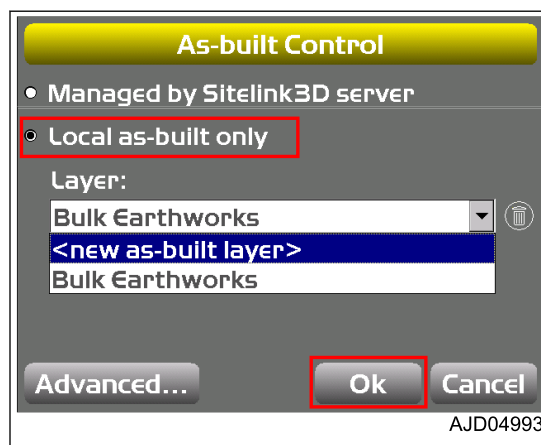 As-built Control
Managed by Sitelink3D server
Local as-built only
Layer:
Bulk Earthworks
<new as-built layer>
Bulk Earthworks
Advanced... Ok Cancel
AJD04993